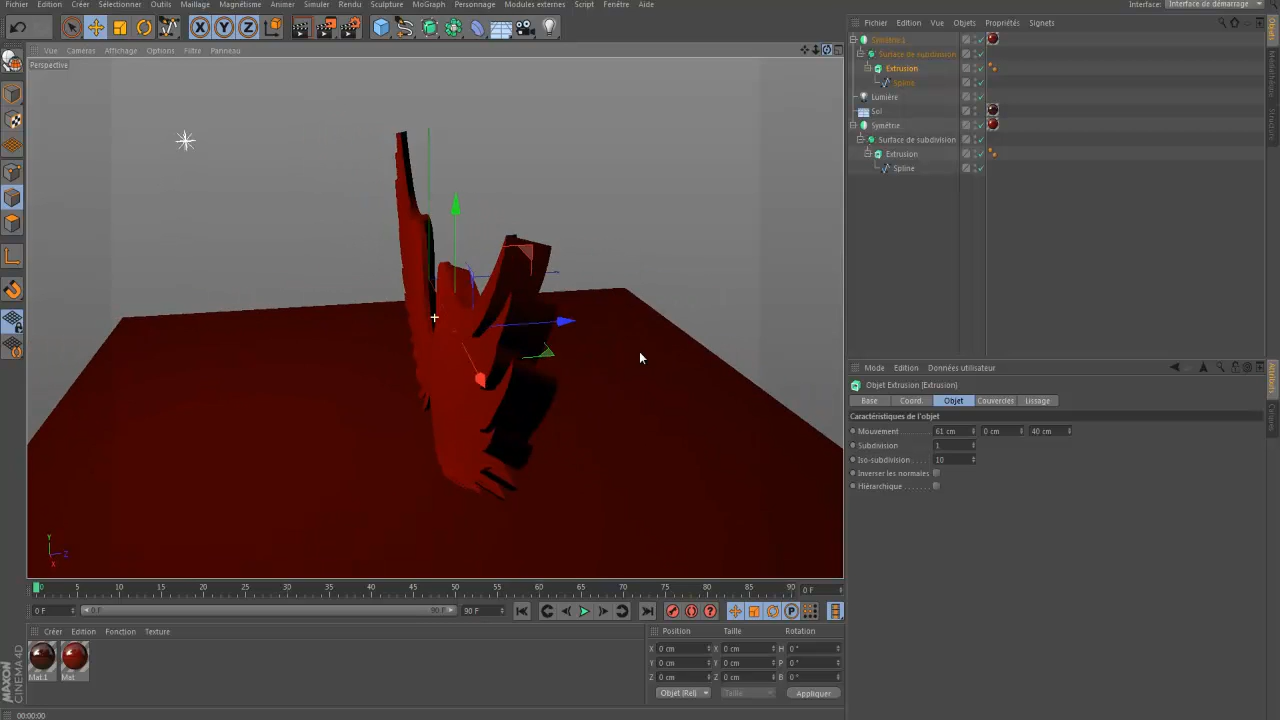 Fichier Edition Créer Sélectionner Outils Maillage Magnétisme Animer Simuler Rendu Sculpture MoGraph Personnage Modules externes Script Fenêtre Aide Interface: Interface de démarrage
Vue Caméras Affichage Options Filtre Panneau
Perspective
Fichier Edition Vue Objets Propriétés Signets
Symétrie.1
Surface de subdivision
Extrusion
Spline
Lumière
Sol
Symétrie
Surface de subdivision
Extrusion
Spline
Objets
Médiathèque
Structure
Mode Edition Données utilisateur
Objet Extrusion [Extrusion]
Base Coord. Objet Couvercles Lissage
Caractéristiques de l'objet
Mouvement 61 cm 0 cm 40 cm
Subdivision 1
Iso-subdivision 10
Inverser les normales
Hiérarchique
Attributs
Calques
Y
Z
X
0 5 10 15 20 25 30 35 40 45 50 55 60 65 70 75 80 85 90 0 F
0 F 0 F 90 F 90 F
Créer Edition Fonction Texture
Mat.1 Mat
Position Taille Rotation
X 0 cm X 0 cm H 0 °
Y 0 cm Y 0 cm P 0 °
Z 0 cm Z 0 cm B 0 °
Objet (Rel) Taille Appliquer
MAXON CINEMA 4D
00:00:00